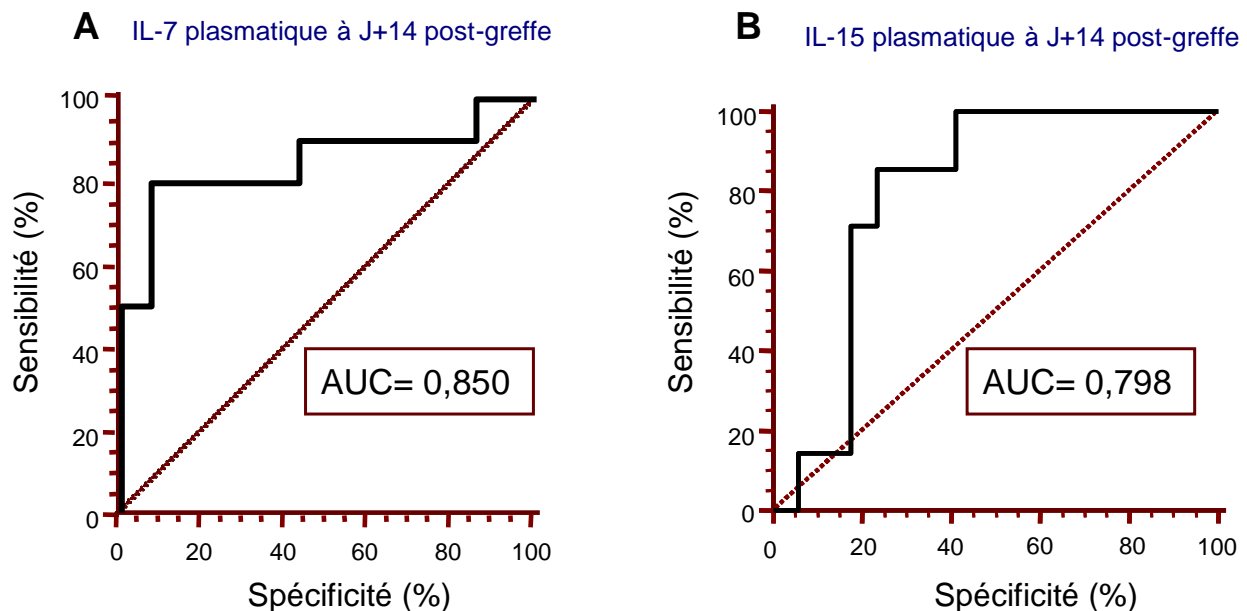 A IL-7 plasmatique à J+14 post-greffe
100
80
60
40
20
0
Sensibilité (%)
AUC= 0,850
0 20 40 60 80 100
Spécificité (%)
B IL-15 plasmatique à J+14 post-greffe
100
80
60
40
20
0
Sensibilité (%)
AUC= 0,798
0 20 40 60 80 100
Spécificité (%)